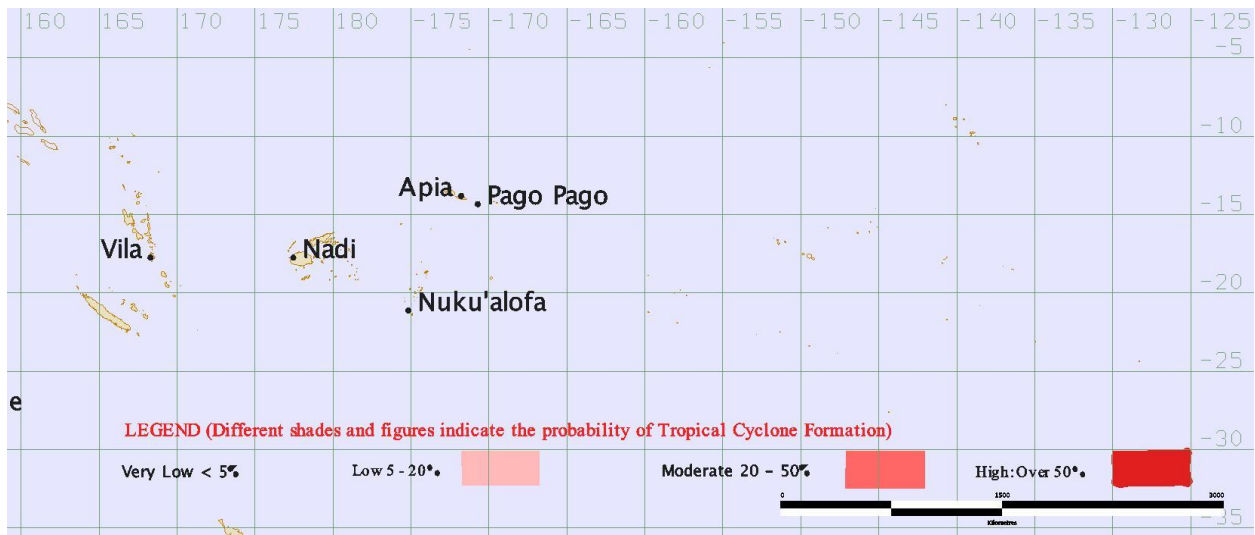 160 165 170 175 180 -175 -170 -165 -160 -155 -150 -145 -140 -135 -130 -125
-5
-10
Apia Pago Pago
-15
Vila Nadi
-20
Nuku'alofa
-25
e
LEGEND (Different shades and figures indicate the probability of Tropical Cyclone Formation)
-30
Very Low < 5% Low 5 - 20%. Moderate 20 - 50% High: Over 50%.
0 1500 3000
Kilometres
-35